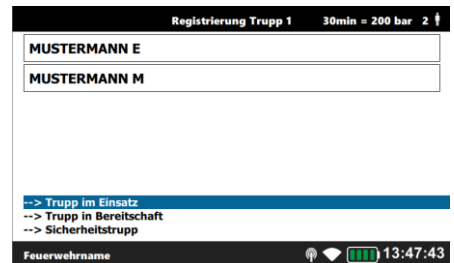 Registrierung Trupp 1 30min = 200 bar 2
MUSTERMANN E
MUSTERMANN M
--> Trupp im Einsatz
--> Trupp in Bereitschaft
--> Sicherheitstrupp
Feuerwehrname 13:47:43